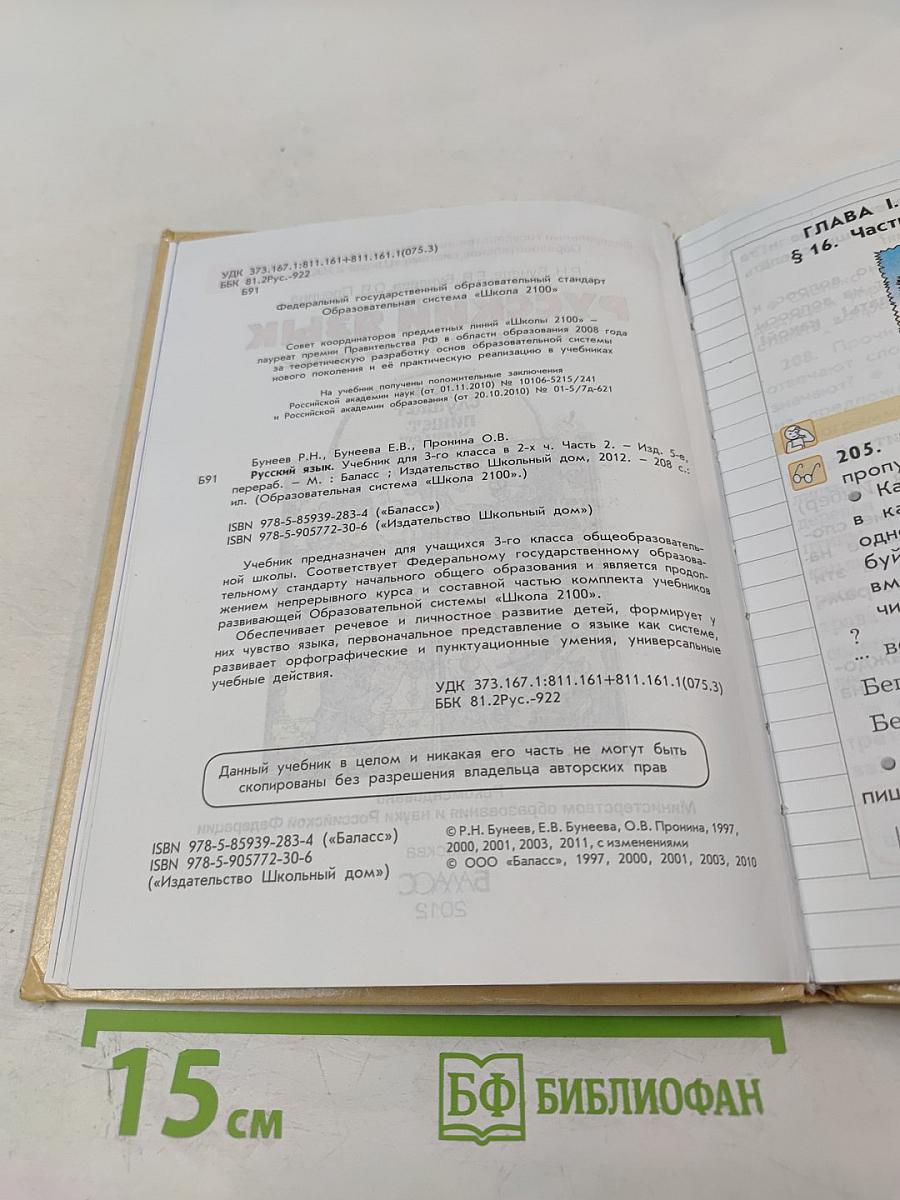 УДК 373.167.1:811.161+811.161.1(075.3)
ББК 81.2Рус.-922
Б91
Федеральный государственный образовательный стандарт
Образовательная система «Школа 2100»
Совет координаторов предметных линий «Школы 2100» –
лауреат премии Правительства РФ в области образования 2008 года
за теоретическую разработку основ образовательной системы
нового поколения и её практическую реализацию в учебниках
На учебник получены положительные заключения
Российской академии наук (от 01.11.2010) № 10106-5215/241
и Российской академии образования (от 20.10.2010) № 01-5/7д-621
Бунеев Р.Н., Бунеева Е.В., Пронина О.В.
Б91 Русский язык. Учебник для 3-го класса в 2-х ч. Часть 2. – Изд. 5-е,
перераб. – М. : Баласс ; Издательство Школьный дом, 2012. – 208 с.:
ил. (Образовательная система «Школа 2100».)
ISBN 978-5-85939-283-4 («Баласс»)
ISBN 978-5-905772-30-6 («Издательство Школьный дом»)
Учебник предназначен для учащихся 3-го класса общеобразователь-
ной школы. Соответствует Федеральному государственному образова-
тельному стандарту начального общего образования и является продол-
жением непрерывного курса и составной частью комплекта учебников
развивающей Образовательной системы «Школа 2100».
Обеспечивает речевое и личностное развитие детей, формирует у
них чувство языка, первоначальное представление о языке как системе,
развивает орфографические и пунктуационные умения, универсальные
учебные действия.
УДК 373.167.1:811.161+811.161.1(075.3)
ББК 81.2Рус.-922
Данный учебник в целом и никакая его часть не могут быть
скопированы без разрешения владельца авторских прав
ISBN 978-5-85939-283-4 («Баласс»)
ISBN 978-5-905772-30-6
(«Издательство Школьный дом»)
© Р.Н. Бунеев, Е.В. Бунеева, О.В. Пронина, 1997,
2000, 2001, 2003, 2011, с изменениями
© ООО «Баласс», 1997, 2000, 2001, 2003, 2010
ГЛАВА I.
§ 16. Част
205.
пропу
● Ка
в ка
одно
буй
вм
чи
?
... в
Бег
Бе
●
пиш
15 см
БФ БИБЛИОФАН